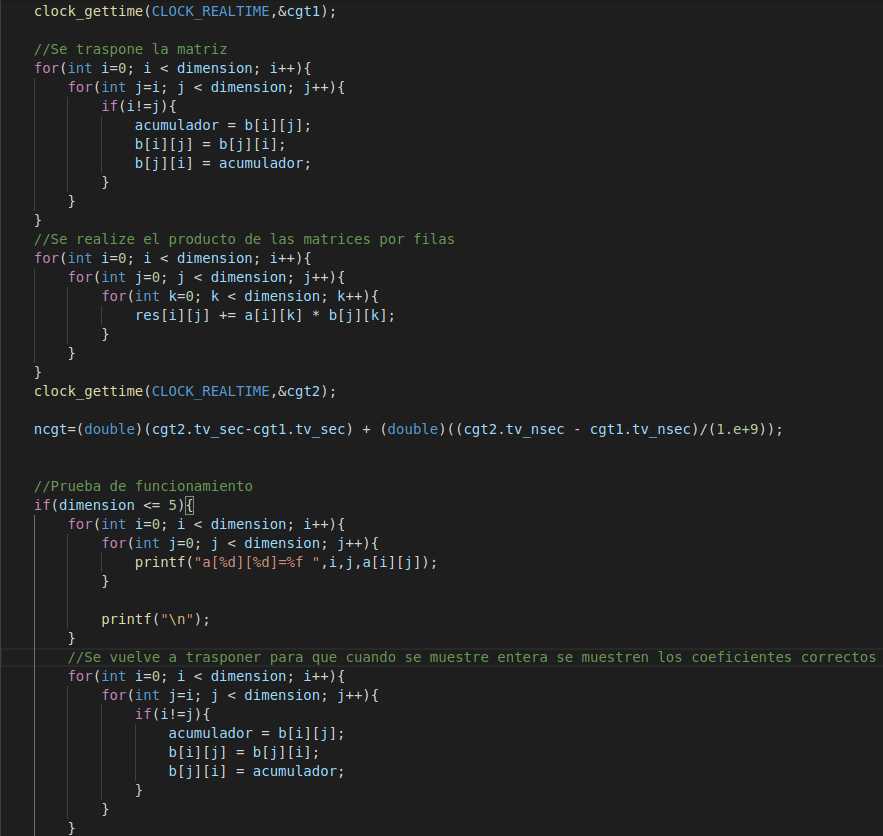 clock_gettime(CLOCK_REALTIME,&cgt1);

//Se traspone la matriz
for(int i=0; i < dimension; i++){
    for(int j=i; j < dimension; j++){
        if(i!=j){
            acumulador = b[i][j];
            b[i][j] = b[j][i];
            b[j][i] = acumulador;
        }
    }
}
//Se realize el producto de las matrices por filas
for(int i=0; i < dimension; i++){
    for(int j=0; j < dimension; j++){
        for(int k=0; k < dimension; k++){
            res[i][j] += a[i][k] * b[j][k];
        }
    }
}
clock_gettime(CLOCK_REALTIME,&cgt2);

ncgt=(double)(cgt2.tv_sec-cgt1.tv_sec) + (double)((cgt2.tv_nsec - cgt1.tv_nsec)/(1.e+9));


//Prueba de funcionamiento
if(dimension <= 5){
    for(int i=0; i < dimension; i++){
        for(int j=0; j < dimension; j++){
            printf("a[%d][%d]=%f ",i,j,a[i][j]);
        }

        printf("\n");
    }
    //Se vuelve a trasponer para que cuando se muestre entera se muestren los coeficientes correctos
    for(int i=0; i < dimension; i++){
        for(int j=i; j < dimension; j++){
            if(i!=j){
                acumulador = b[i][j];
                b[i][j] = b[j][i];
                b[j][i] = acumulador;
            }
        }
    }